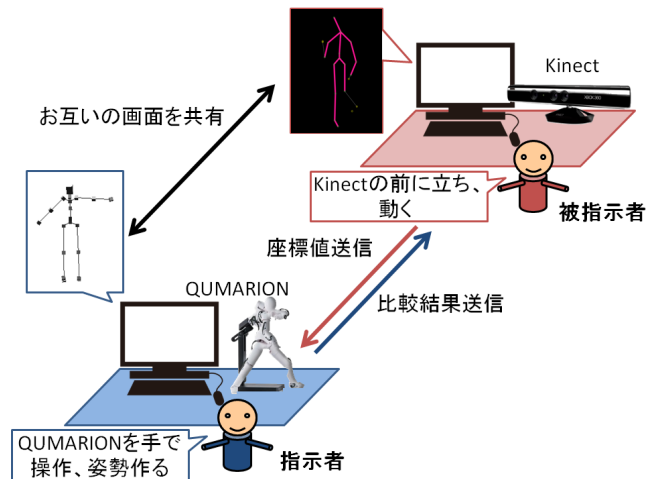 Kinect
お互いの画面を共有
Kinectの前に立ち、
動く
被指示者
座標値送信
QUMARION
比較結果送信
QUMARIONを手で
操作、姿勢作る
指示者